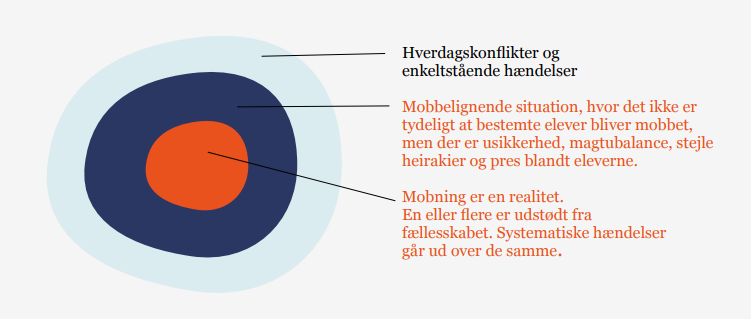 Hverdagskonflikter og
enkeltstående hændelser
Mobbelignende situation, hvor det ikke er
tydeligt at bestemte elever bliver mobbet,
men der er usikkerhed, magtubalance, stejle
heirakier og pres blandt eleverne.
Mobning er en realitet.
En eller flere er udstødt fra
fællesskabet. Systematiske hændelser
går ud over de samme.